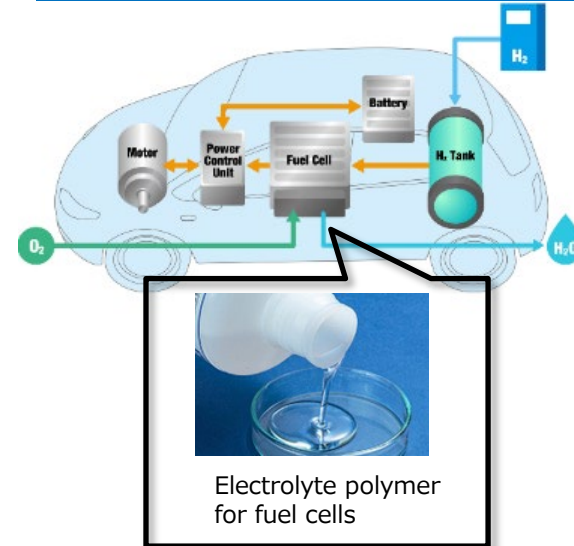 H₂
Battery
Motor
Power
Control
Unit
Fuel Cell
H₂ Tank
O₂
H₂O
Electrolyte polymer
for fuel cells